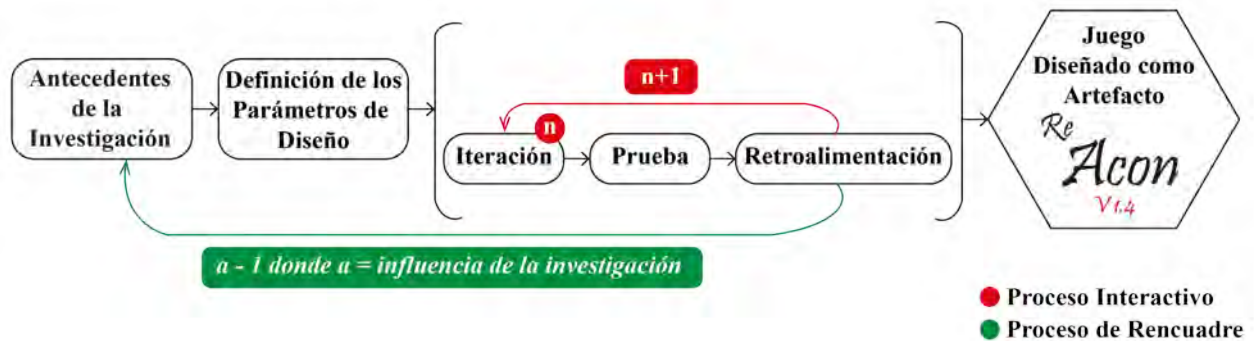 Antecedentes
de la
Investigación
Definición de los
Parámetros de
Diseño
n+1
n
Iteración
Prueba
Retroalimentación
Juego
Diseñado como
Artefacto
Re
Acon
V1.4
a - 1 donde a = influencia de la investigación
Proceso Interactivo
Proceso de Rencuadre